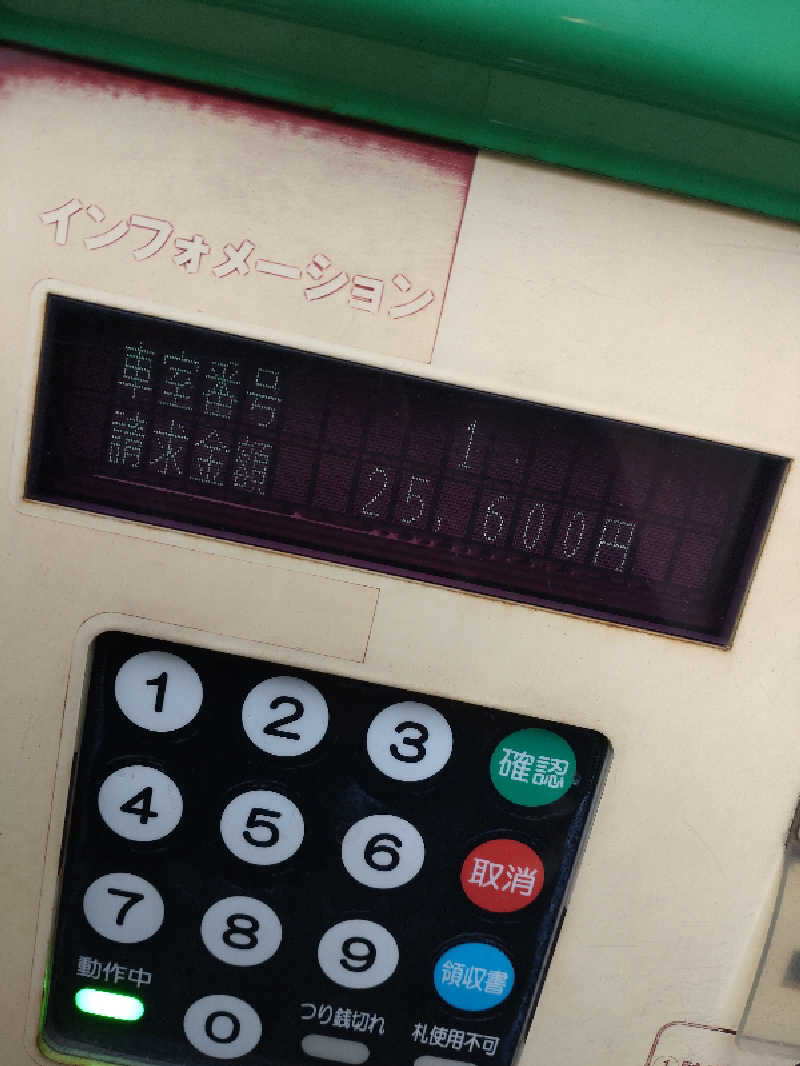 インフォメーション
車室番号 1
請求金額 25,600円
1 2 3 確認
4 5 6 取消
7 8 9 領収書
動作中 0 つり銭切れ 札使用不可